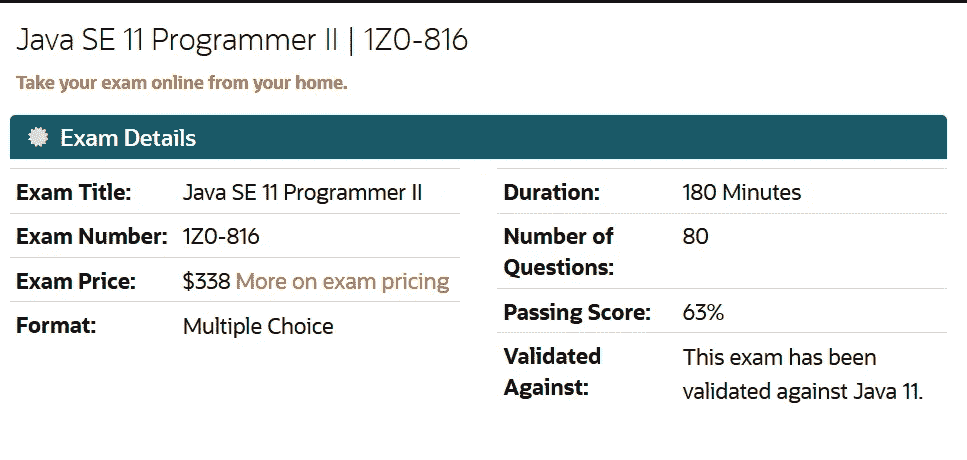 Java SE 11 Programmer II | 1Z0-816
Take your exam online from your home.
Exam Details
Exam Title: Java SE 11 Programmer II
Exam Number: 1Z0-816
Exam Price: $338 More on exam pricing
Format: Multiple Choice
Duration: 180 Minutes
Number of 80
Questions:
Passing Score: 63%
Validated This exam has been
Against: validated against Java 11.